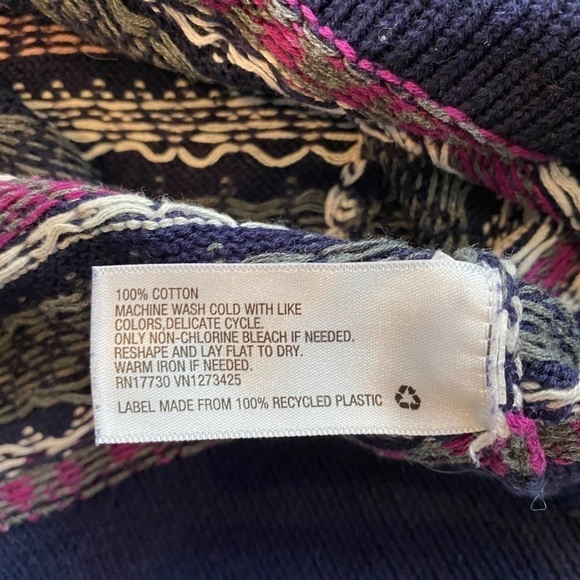 100% COTTON
MACHINE WASH COLD WITH LIKE
COLORS,DELICATE CYCLE.
ONLY NON-CHLORINE BLEACH IF NEEDED.
RESHAPE AND LAY FLAT TO DRY.
WARM IRON IF NEEDED.
RN17730 VN1273425
LABEL MADE FROM 100% RECYCLED PLASTIC